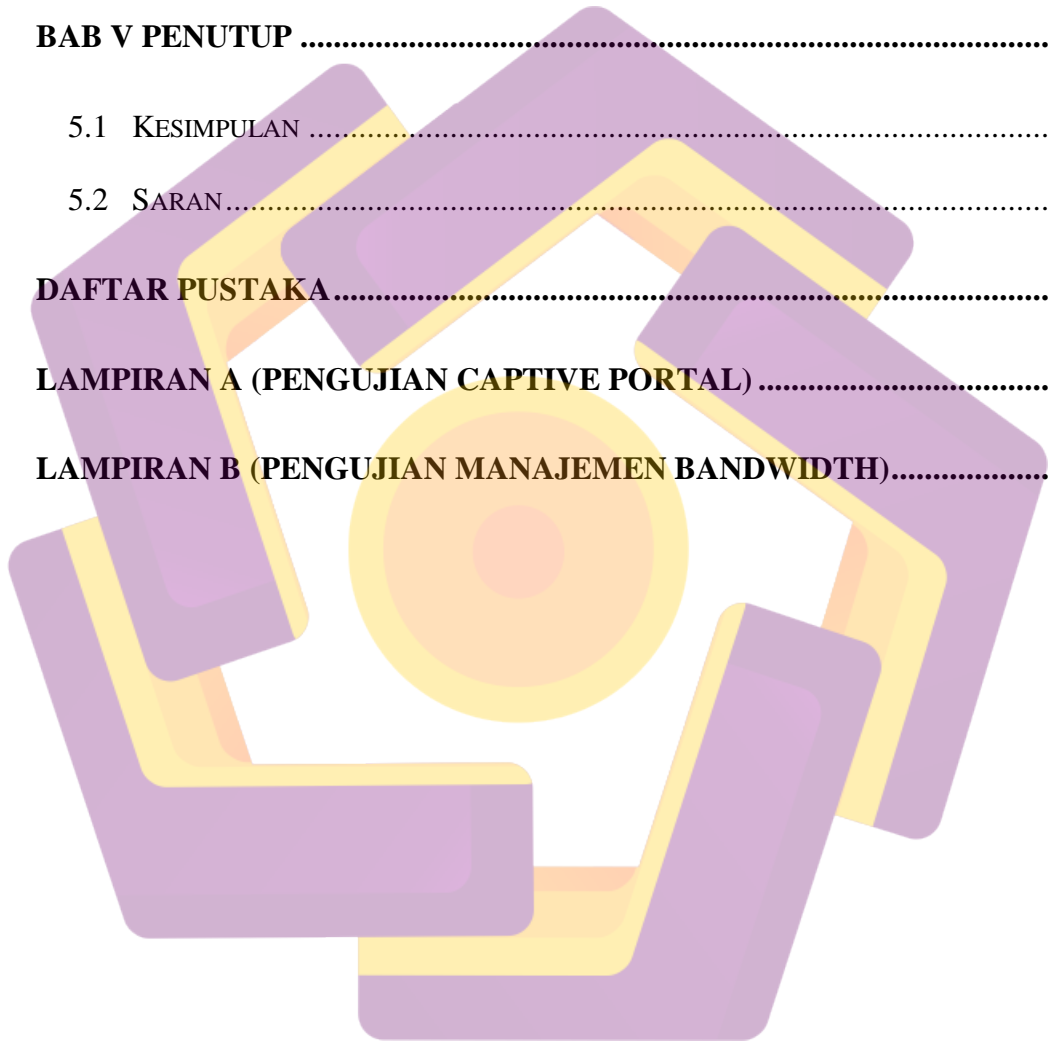 BAB V PENUTUP ..........................................................................................
5.1 KESIMPULAN ........................................................................................
5.2 SARAN..................................................................................................
DAFTAR PUSTAKA......................................................................................
LAMPIRAN A (PENGUJIAN CAPTIVE PORTAL) ...................................
LAMPIRAN B (PENGUJIAN MANAJEMEN BANDWIDTH)...................